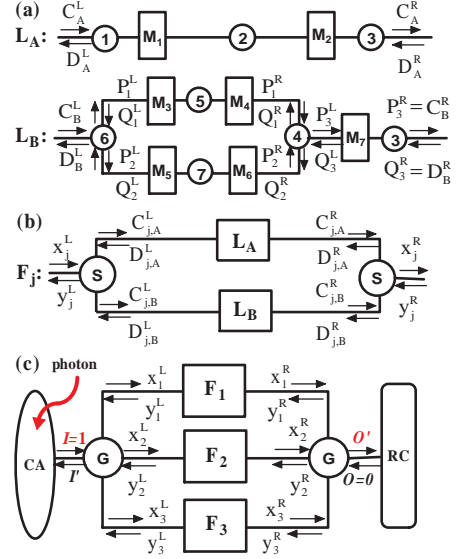 (a)
C_A^L C_A^R
L_A: 1 M_1 2 M_2 3
D_A^L D_A^R
P_1^L P_1^R
M_3 5 M_4
C_B^L Q_1^L Q_1^R P_3^L P_3^R = C_B^R
L_B: 6 4 M_7 3
D_B^L P_2^L P_2^R Q_3^L Q_3^R = D_B^R
M_5 7 M_6
Q_2^L Q_2^R
(b)
C_{j,A}^L C_{j,A}^R
x_j^L D_{j,A}^L L_A D_{j,A}^R x_j^R
F_j: S S
y_j^L C_{j,B}^L C_{j,B}^R y_j^R
L_B
D_{j,B}^L D_{j,B}^R
(c)
photon
x_1^L F_1 x_1^R
y_1^L y_1^R
I=1 x_2^L x_2^R O'
CA G F_2 G RC
I' y_2^L y_2^R O=0
x_3^L F_3 x_3^R
y_3^L y_3^R